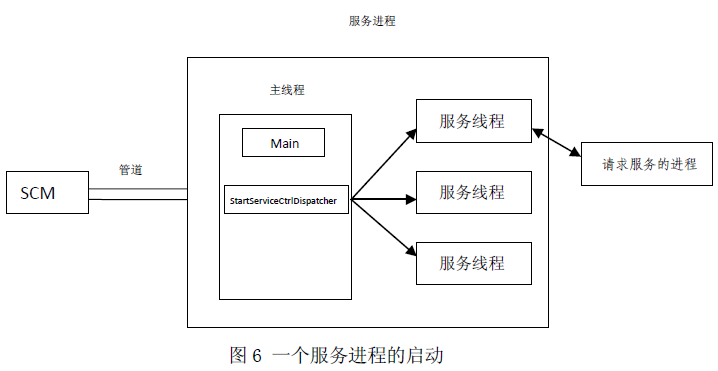 服务进程
主线程
服务线程
Main
请求服务的进程
管道
SCM
StartServiceCtrlDispatcher
服务线程
服务线程
图 6 一个服务进程的启动